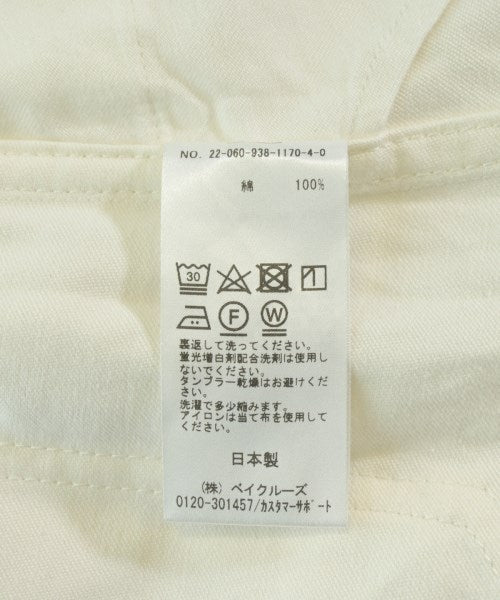 NO. 22-060-938-1170-4-0
綿 100%
30
F W
裏返して洗ってください。
蛍光増白剤配合洗剤は使用し
ないでください。
タンブラー乾燥はお避けくだ
さい。
洗濯で多少縮みます。
アイロンは当て布を使用して
ください。
日本製
(株) ベイクルーズ
0120-301457/カスタマーサポート